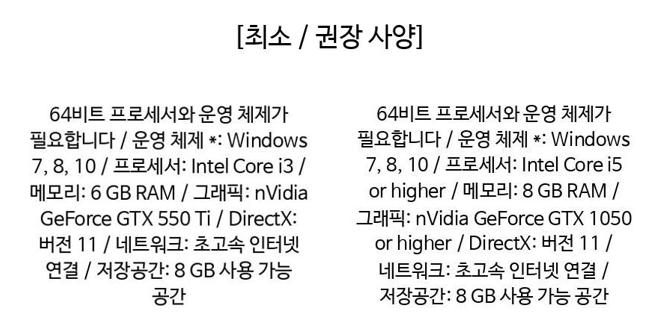 [최소 / 권장 사양]
64비트 프로세서와 운영 체제가
필요합니다 / 운영 체제 *: Windows
7, 8, 10 / 프로세서: Intel Core i3 /
메모리: 6 GB RAM / 그래픽: nVidia
GeForce GTX 550 Ti / DirectX:
버전 11 / 네트워크: 초고속 인터넷
연결 / 저장공간: 8 GB 사용 가능
공간
64비트 프로세서와 운영 체제가
필요합니다 / 운영 체제 *: Windows
7, 8, 10 / 프로세서: Intel Core i5
or higher / 메모리: 8 GB RAM /
그래픽: nVidia GeForce GTX 1050
or higher / DirectX: 버전 11 /
네트워크: 초고속 인터넷 연결 /
저장공간: 8 GB 사용 가능 공간